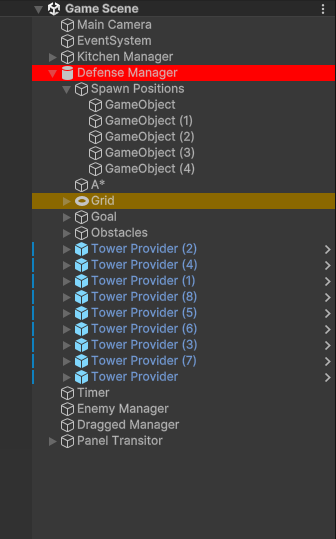 Game Scene
Main Camera
EventSystem
Kitchen Manager
Defense Manager
Spawn Positions
GameObject
GameObject (1)
GameObject (2)
GameObject (3)
GameObject (4)
A*
Grid
Goal
Obstacles
Tower Provider (2)
Tower Provider (4)
Tower Provider (1)
Tower Provider (8)
Tower Provider (5)
Tower Provider (6)
Tower Provider (3)
Tower Provider (7)
Tower Provider
Timer
Enemy Manager
Dragged Manager
Panel Transitor